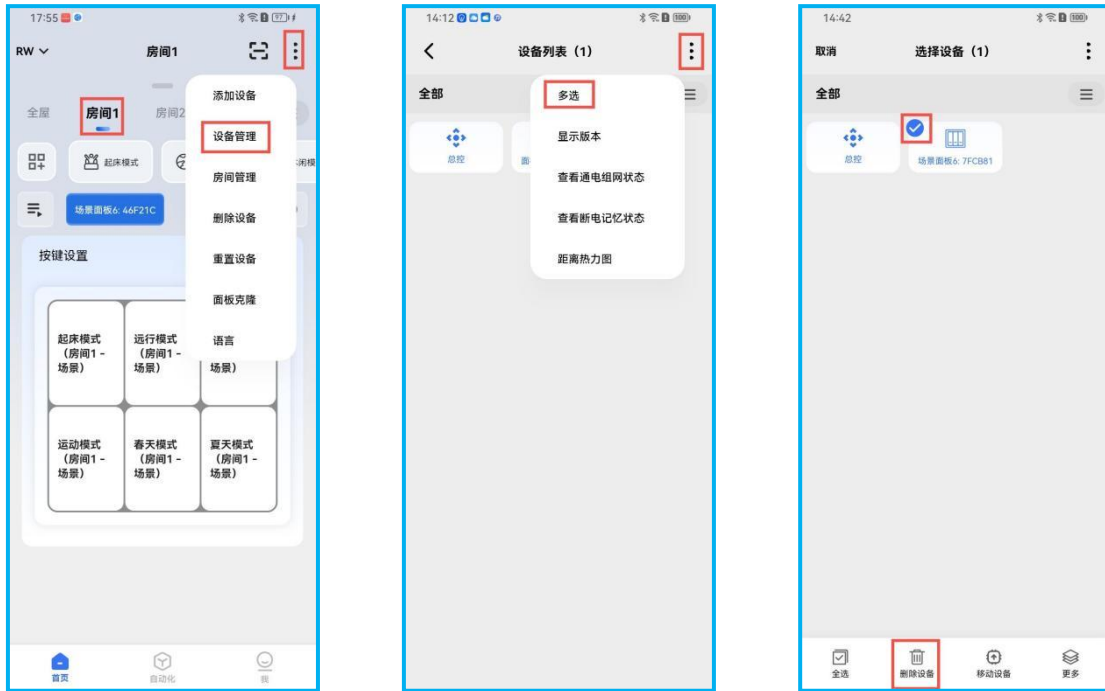 17:55
97
RW
房间1
添加设备
全屋
房间1
房间2
设备管理
起床模式
闲模
房间管理
场景面板6: 46F21C
删除设备
按键设置
重置设备
面板克隆
语言
起床模式
（房间1 -
场景）
远行模式
（房间1 -
场景）
场景）
运动模式
（房间1 -
场景）
春天模式
（房间1 -
场景）
夏天模式
（房间1 -
场景）
首页
自动化
我
14:12
100
设备列表（1）
全部
多选
总控
面
显示版本
查看通电组网状态
查看断电记忆状态
距离热力图
14:42
100
取消
选择设备（1）
全部
总控
场景面板6: 7FCB81
全选
删除设备
移动设备
更多